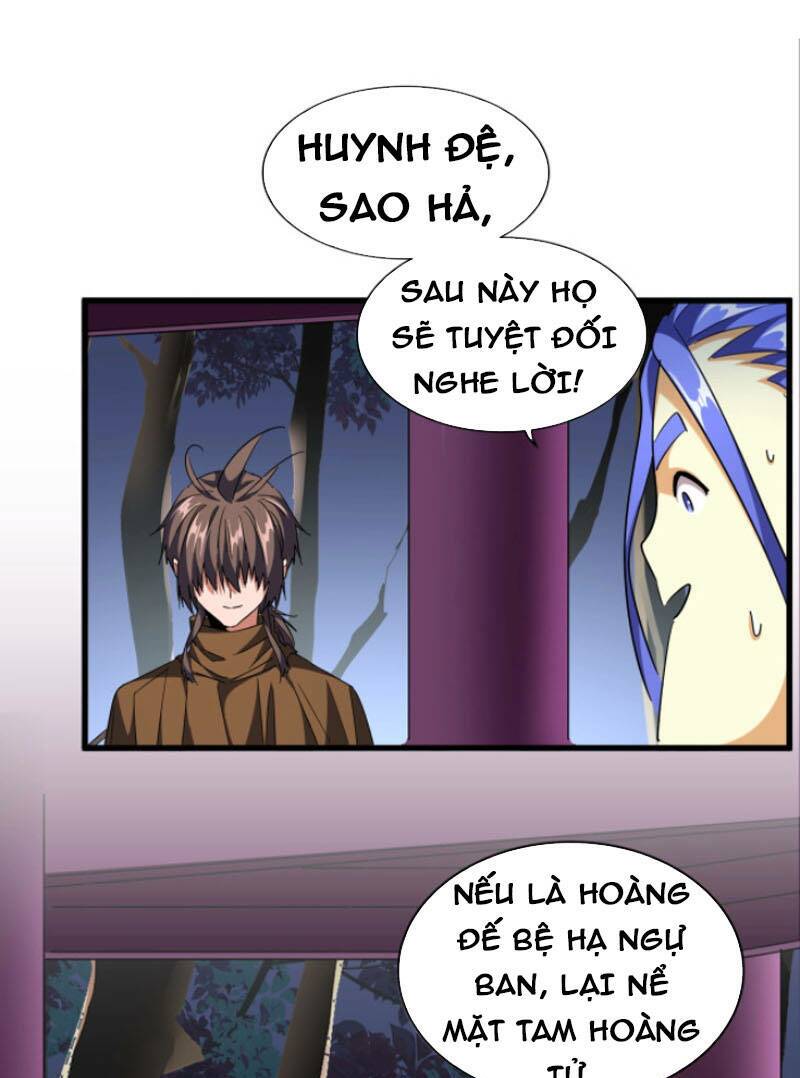 HUYNH ĐỆ,
SAO HẢ,
SAU NÀY HỌ
SẼ TUYỆT ĐỐI
NGHE LỜI!
NẾU LÀ HOÀNG
ĐẾ BỆ HẠ NGỰ
BAN, LẠI NỂ
MẶT TAM HOÀNG
TỬ